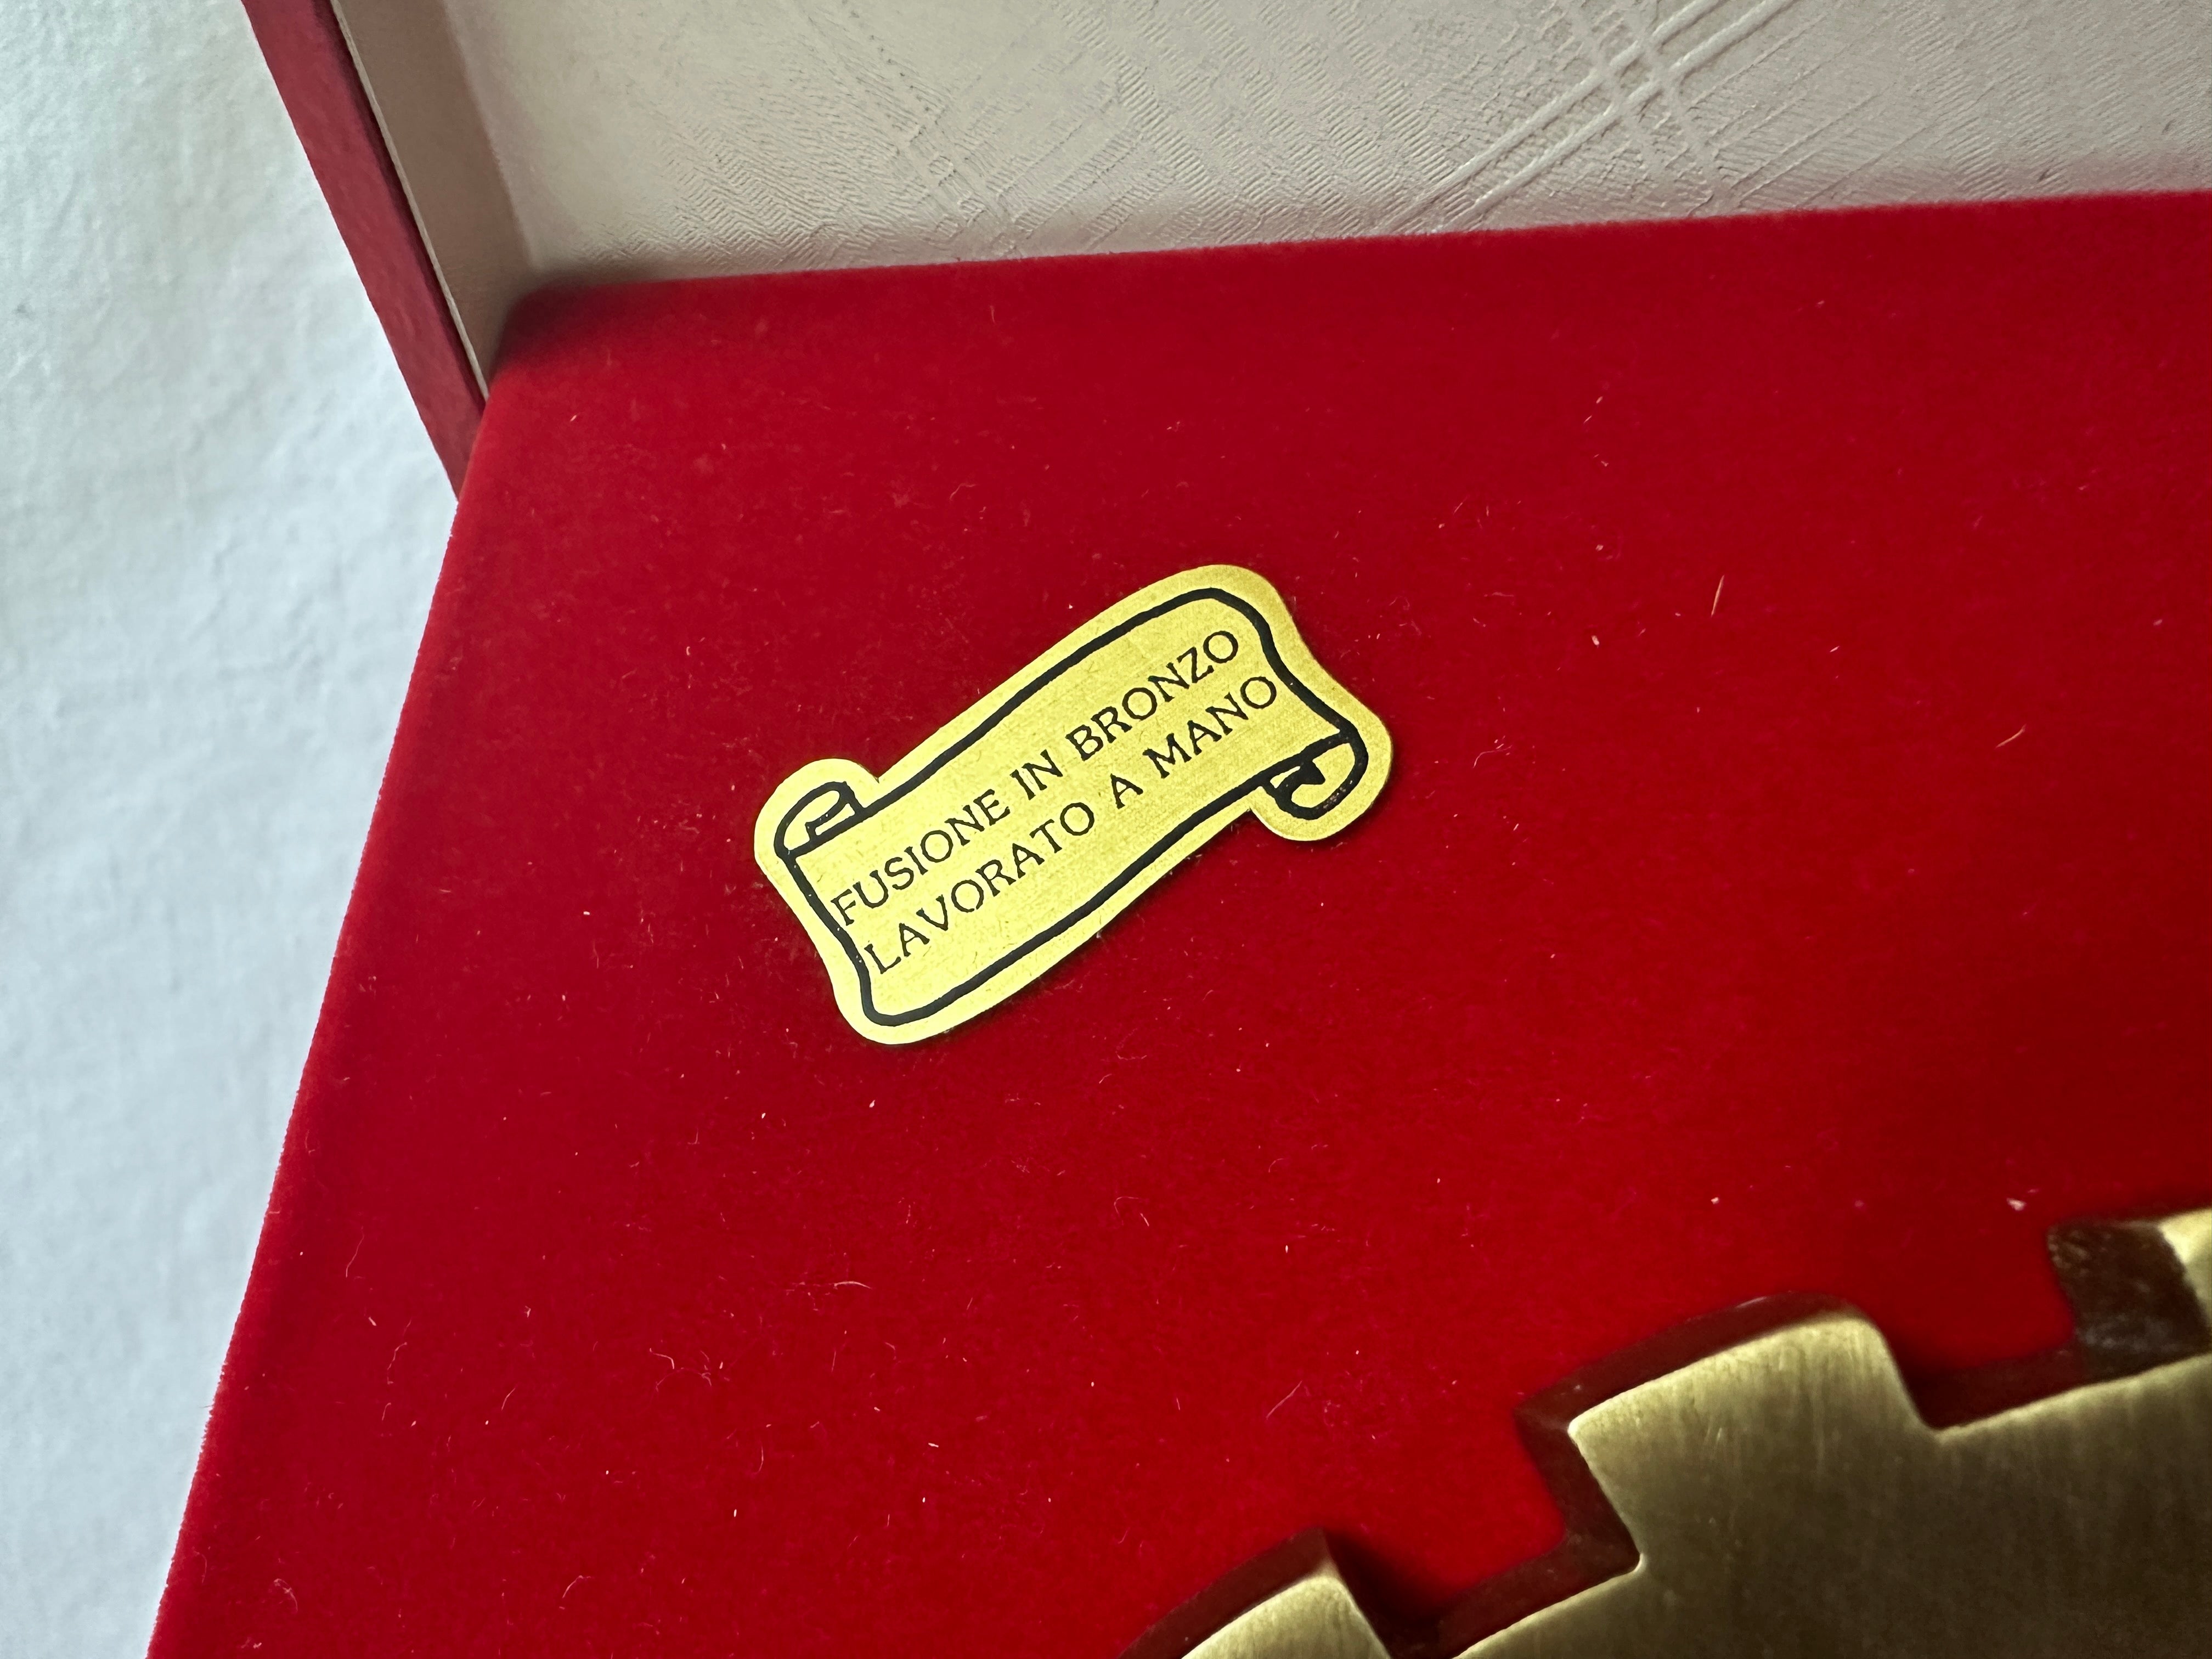 FUSIONE IN BRONZO
LAVORATO A MANO